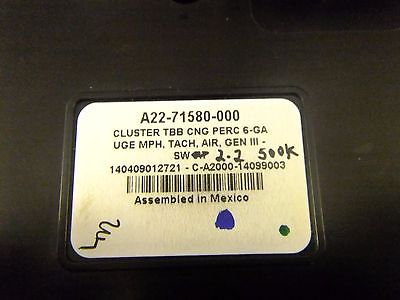 A22-71580-000
CLUSTER TBB CNG PERC 6-GA
UGE MPH, TACH, AIR, GEN III -
SW 2.2 500K
140409012721 - C-A2000-14099003
Assembled in Mexico